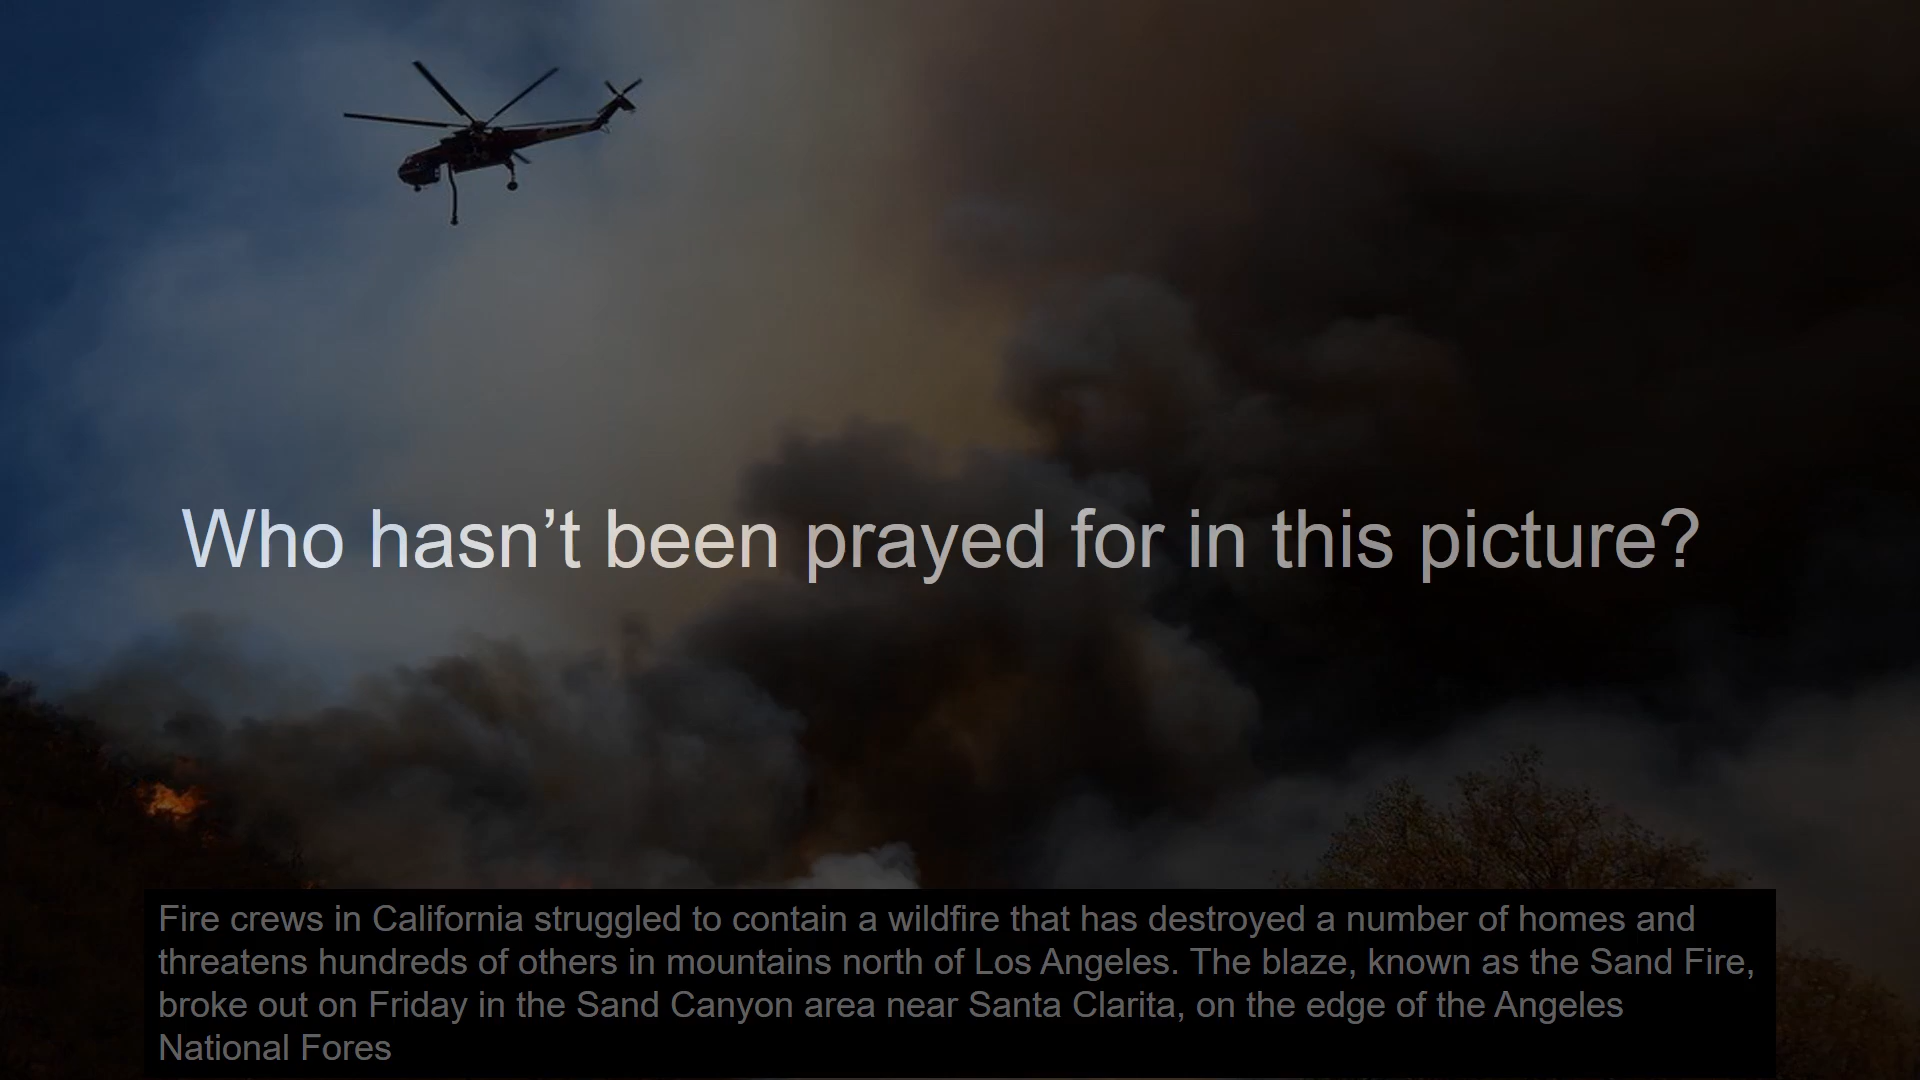 Who hasn’t been prayed for in this picture?
Fire crews in California struggled to contain a wildfire that has destroyed a number of homes and
threatens hundreds of others in mountains north of Los Angeles. The blaze, known as the Sand Fire,
broke out on Friday in the Sand Canyon area near Santa Clarita, on the edge of the Angeles
National Fores